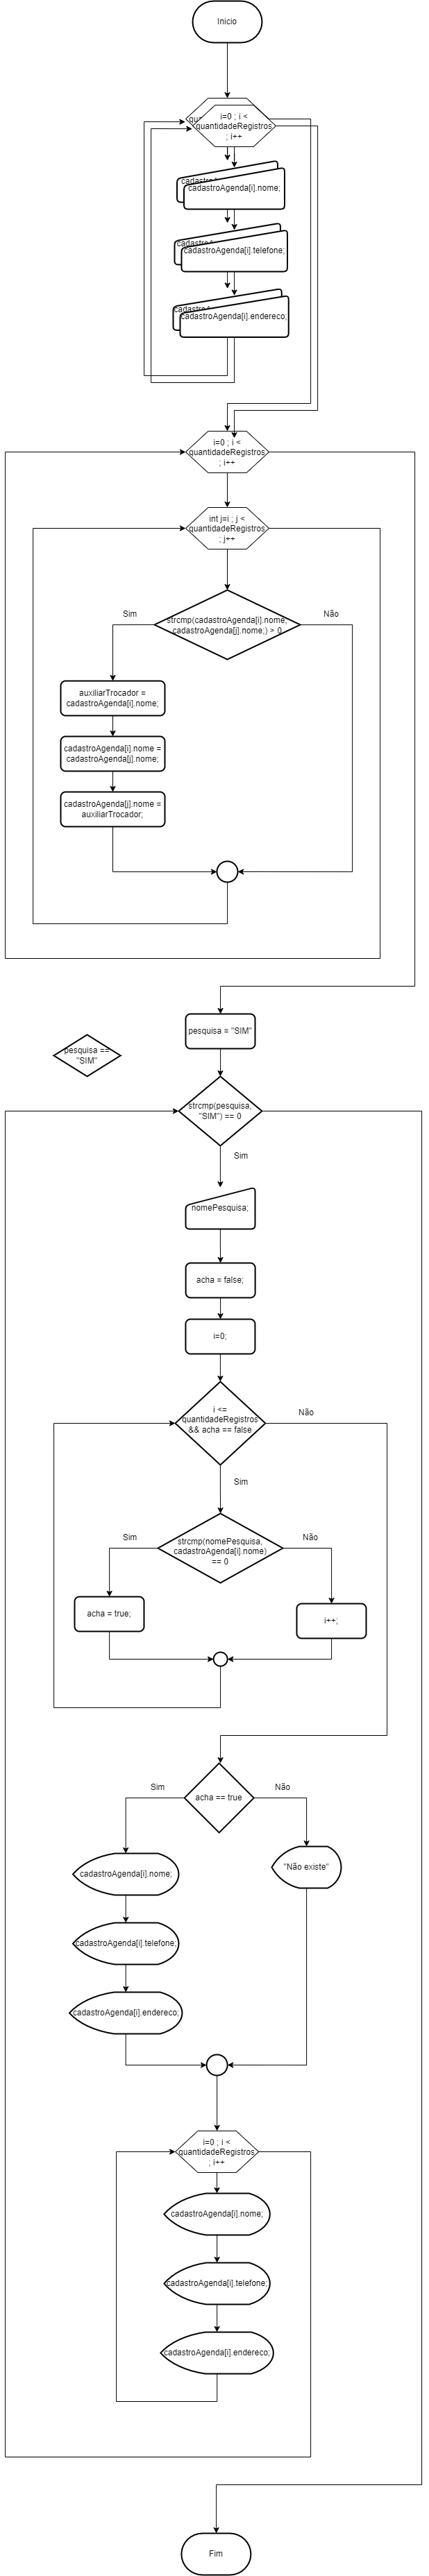 Inicio
i=0 ; i <
quantidadeRegistros
; i++
cadastroAgenda[i].nome;
cadastroAgenda[i].telefone;
cadastroAgenda[i].endereco;
i=0 ; i <
quantidadeRegistros
; i++
int j=i ; j <
quantidadeRegistros
; j++
strcmp(cadastroAgenda[i].nome,
cadastroAgenda[j].nome;) > 0
Sim
Não
auxiliarTrocador =
cadastroAgenda[i].nome;
cadastroAgenda[i].nome =
cadastroAgenda[j].nome;
cadastroAgenda[j].nome =
auxiliarTrocador;
pesquisa = "SIM"
pesquisa ==
"SIM"
strcmp(pesquisa,
"SIM") == 0
Sim
nomePesquisa;
acha = false;
i=0;
i <=
quantidadeRegistros
&& acha == false
Não
Sim
strcmp(nomePesquisa,
cadastroAgenda[i].nome)
== 0
Sim
Não
acha = true;
i++;
acha == true
Sim
Não
cadastroAgenda[i].nome;
"Não existe"
cadastroAgenda[i].telefone;
cadastroAgenda[i].endereco;
i=0 ; i <
quantidadeRegistros
; i++
cadastroAgenda[i].nome;
cadastroAgenda[i].telefone;
cadastroAgenda[i].endereco;
Fim